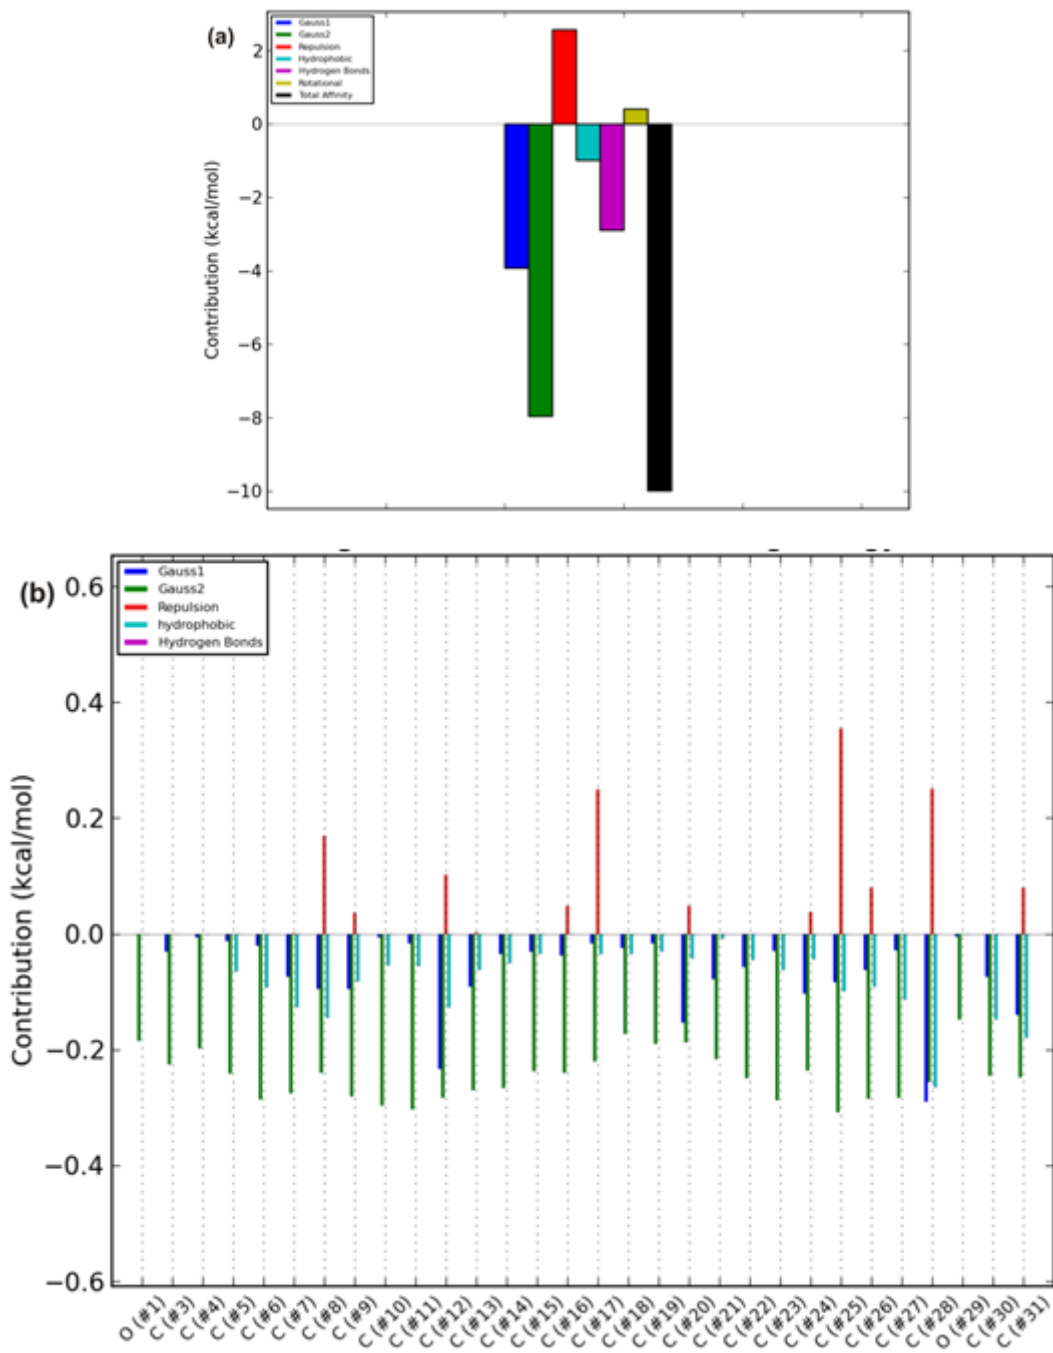 (a)
Gauss1
Gauss2
Repulsion
Hydrophobic
Hydrogen Bonds
Rotational
Total Affinity
Contribution (kcal/mol)
2
0
−2
−4
−6
−8
−10
(b)
Gauss1
Gauss2
Repulsion
hydrophobic
Hydrogen Bonds
Contribution (kcal/mol)
0.6
0.4
0.2
0.0
−0.2
−0.4
−0.6
O (#1)
C (#3)
C (#4)
C (#5)
C (#6)
C (#7)
C (#8)
C (#9)
C (#10)
C (#11)
C (#12)
C (#13)
C (#14)
C (#15)
C (#16)
C (#17)
C (#18)
C (#19)
C (#20)
C (#21)
C (#22)
C (#23)
C (#24)
C (#25)
C (#26)
C (#27)
C (#28)
O (#29)
C (#30)
C (#31)